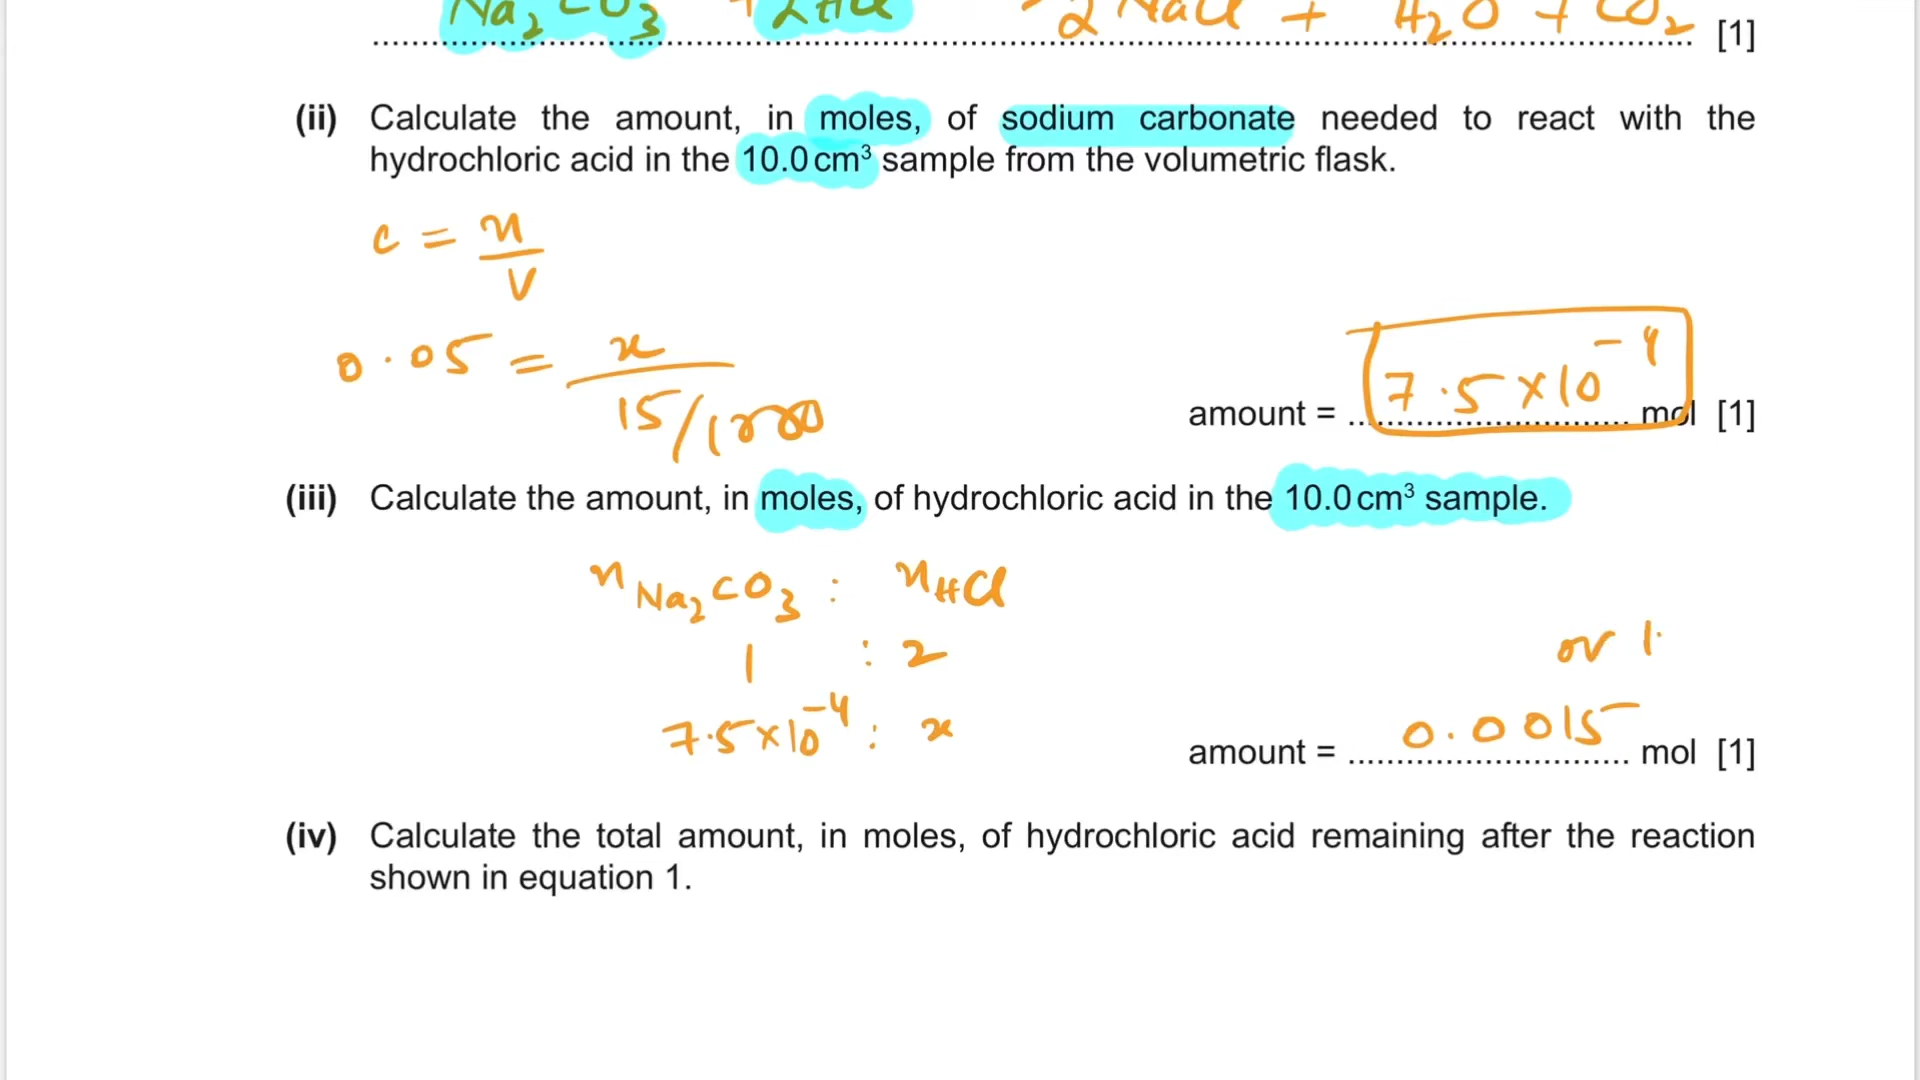 Na₂CO₃ + 2HCl → 2NaCl + H₂O + CO₂ [1]
(ii) Calculate the amount, in moles, of sodium carbonate needed to react with the
hydrochloric acid in the 10.0 cm³ sample from the volumetric flask.
c = n/V
0.05 = x / 15/1000
amount = 7.5 × 10⁻⁴ mol [1]
(iii) Calculate the amount, in moles, of hydrochloric acid in the 10.0 cm³ sample.
n Na₂CO₃ : n HCl
1 : 2
or 1.
7.5×10⁻⁴ : x
amount = 0.0015 mol [1]
(iv) Calculate the total amount, in moles, of hydrochloric acid remaining after the reaction
shown in equation 1.